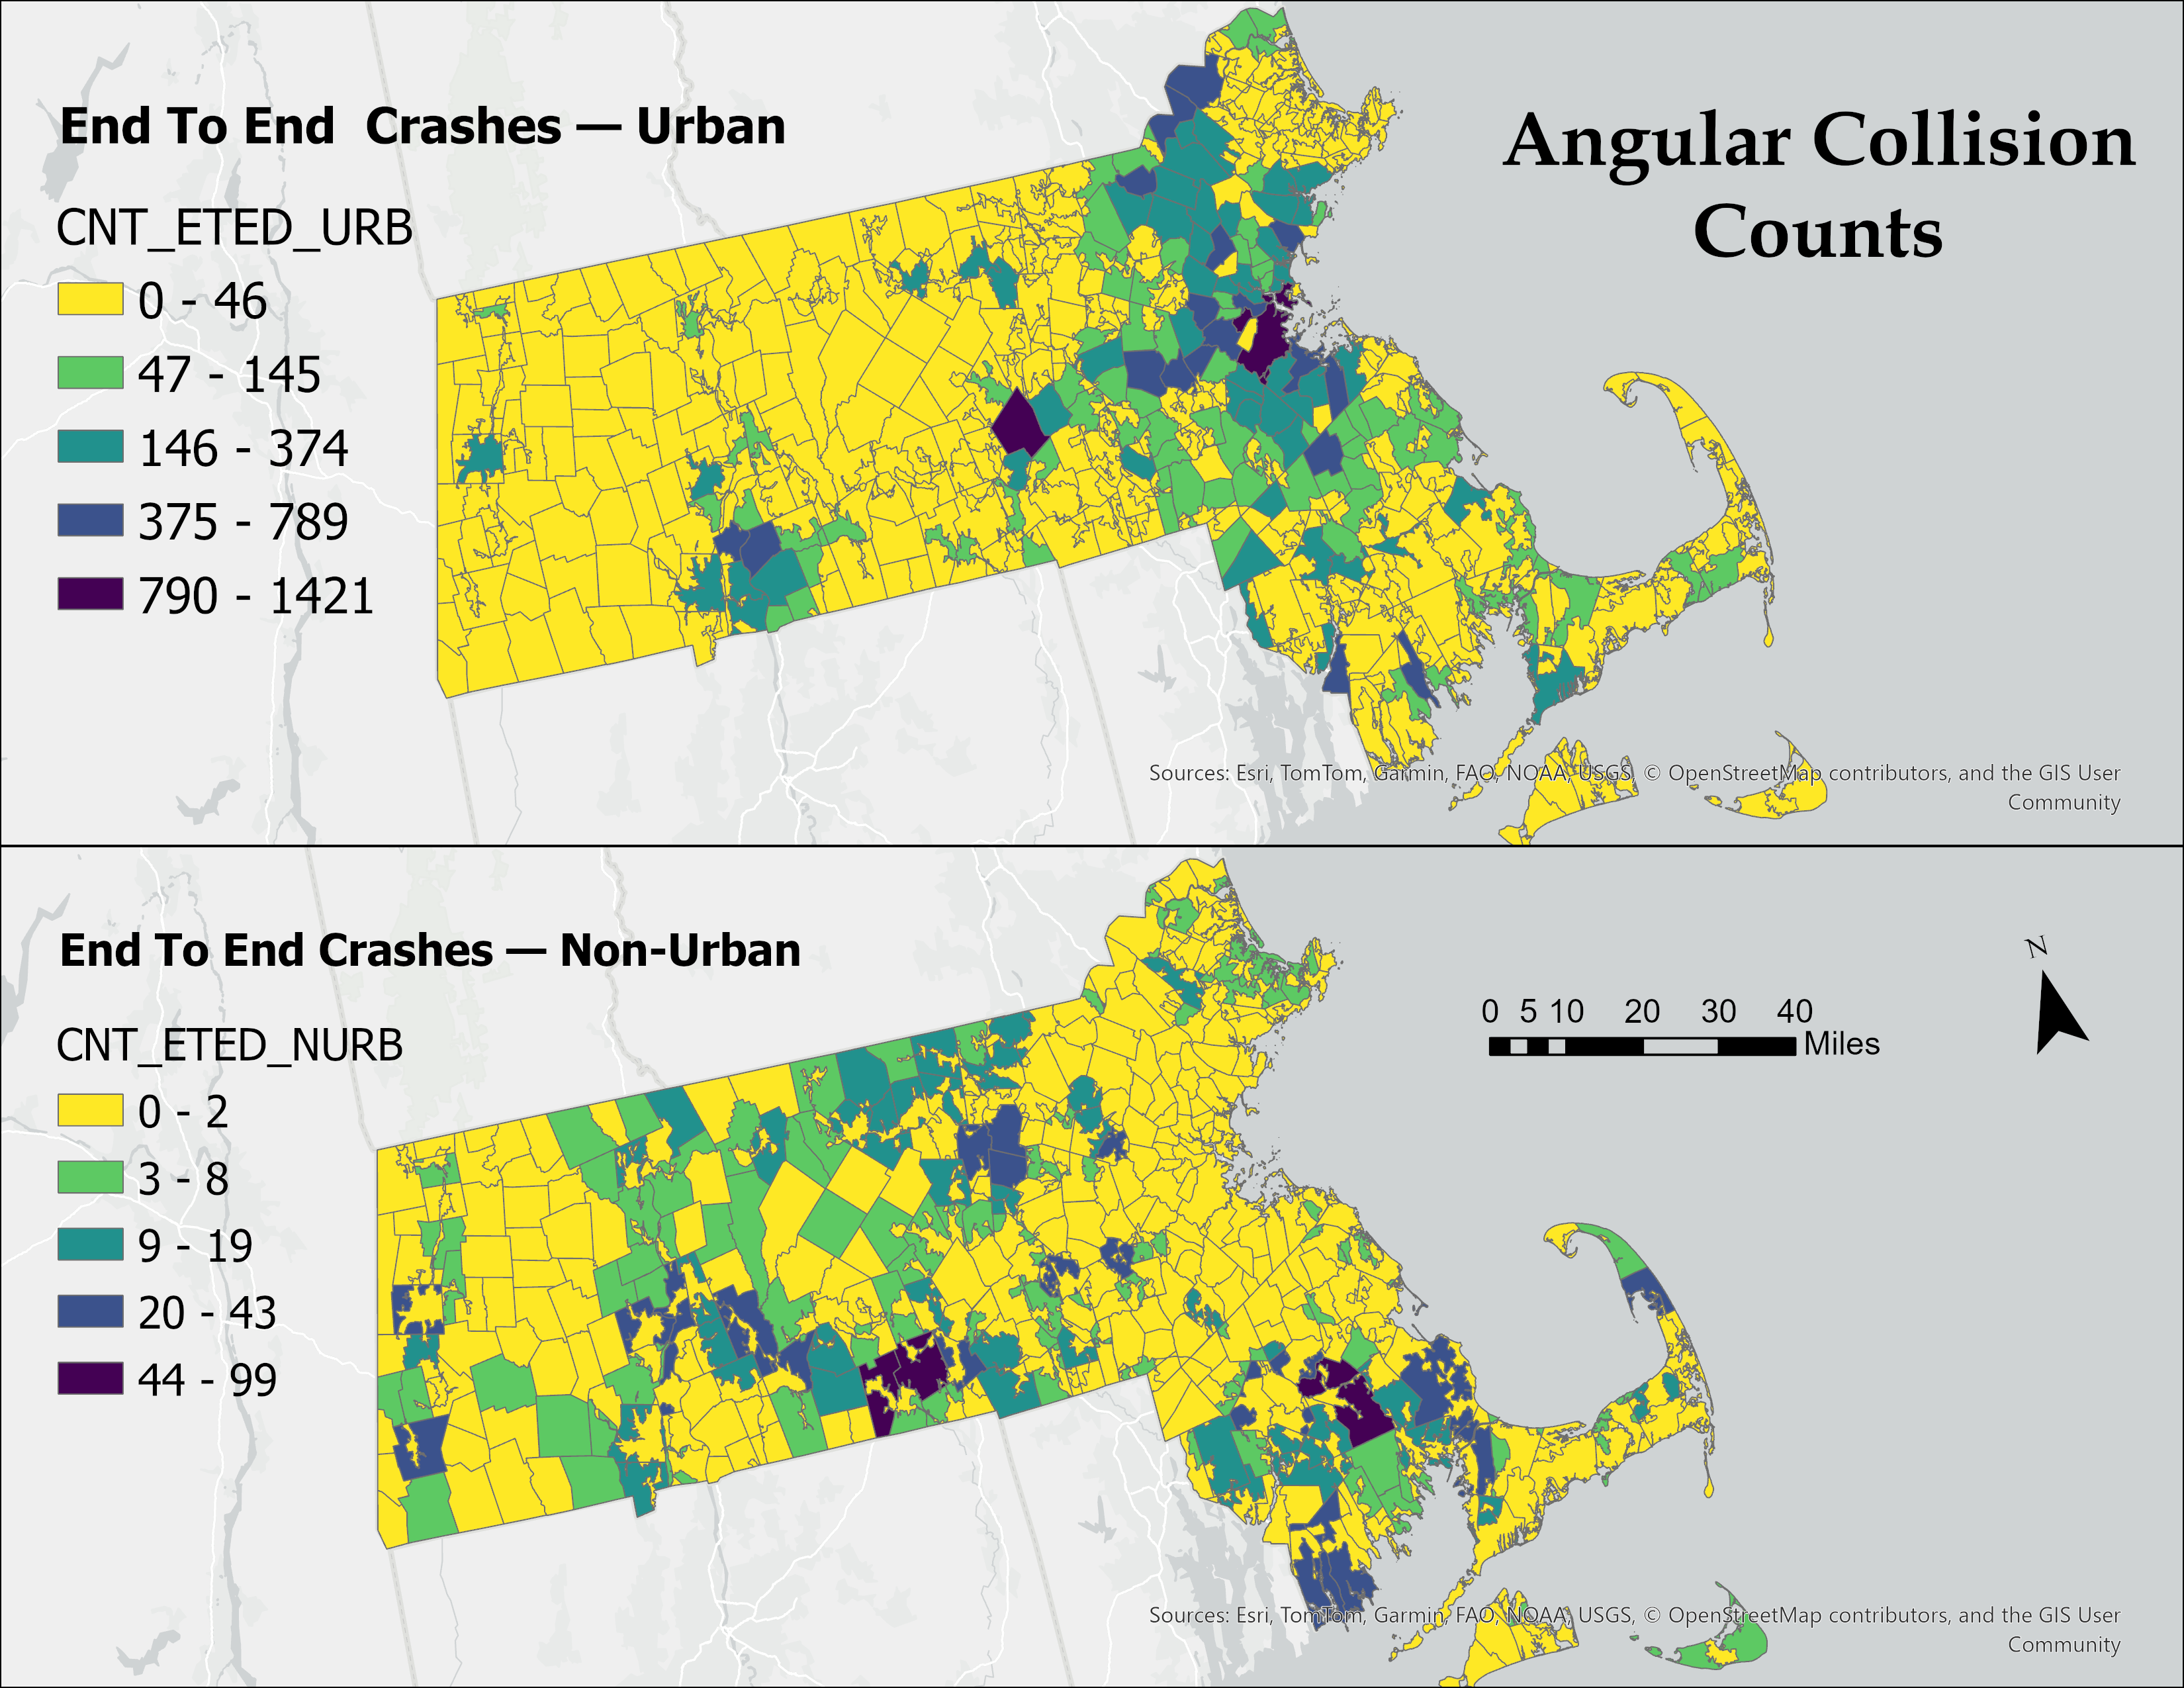 End To End  Crashes — Urban
CNT_ETED_URB
0 - 46
47 - 145
146 - 374
375 - 789
790 - 1421
Angular Collision
Counts
Sources: Esri, TomTom, Garmin, FAO, NOAA, USGS, © OpenStreetMap contributors, and the GIS User
Community
End To End Crashes — Non-Urban
CNT_ETED_NURB
0 - 2
3 - 8
9 - 19
20 - 43
44 - 99
N
0 5 10 20 30 40
Miles
Sources: Esri, TomTom, Garmin, FAO, NOAA, USGS, © OpenStreetMap contributors, and the GIS User
Community